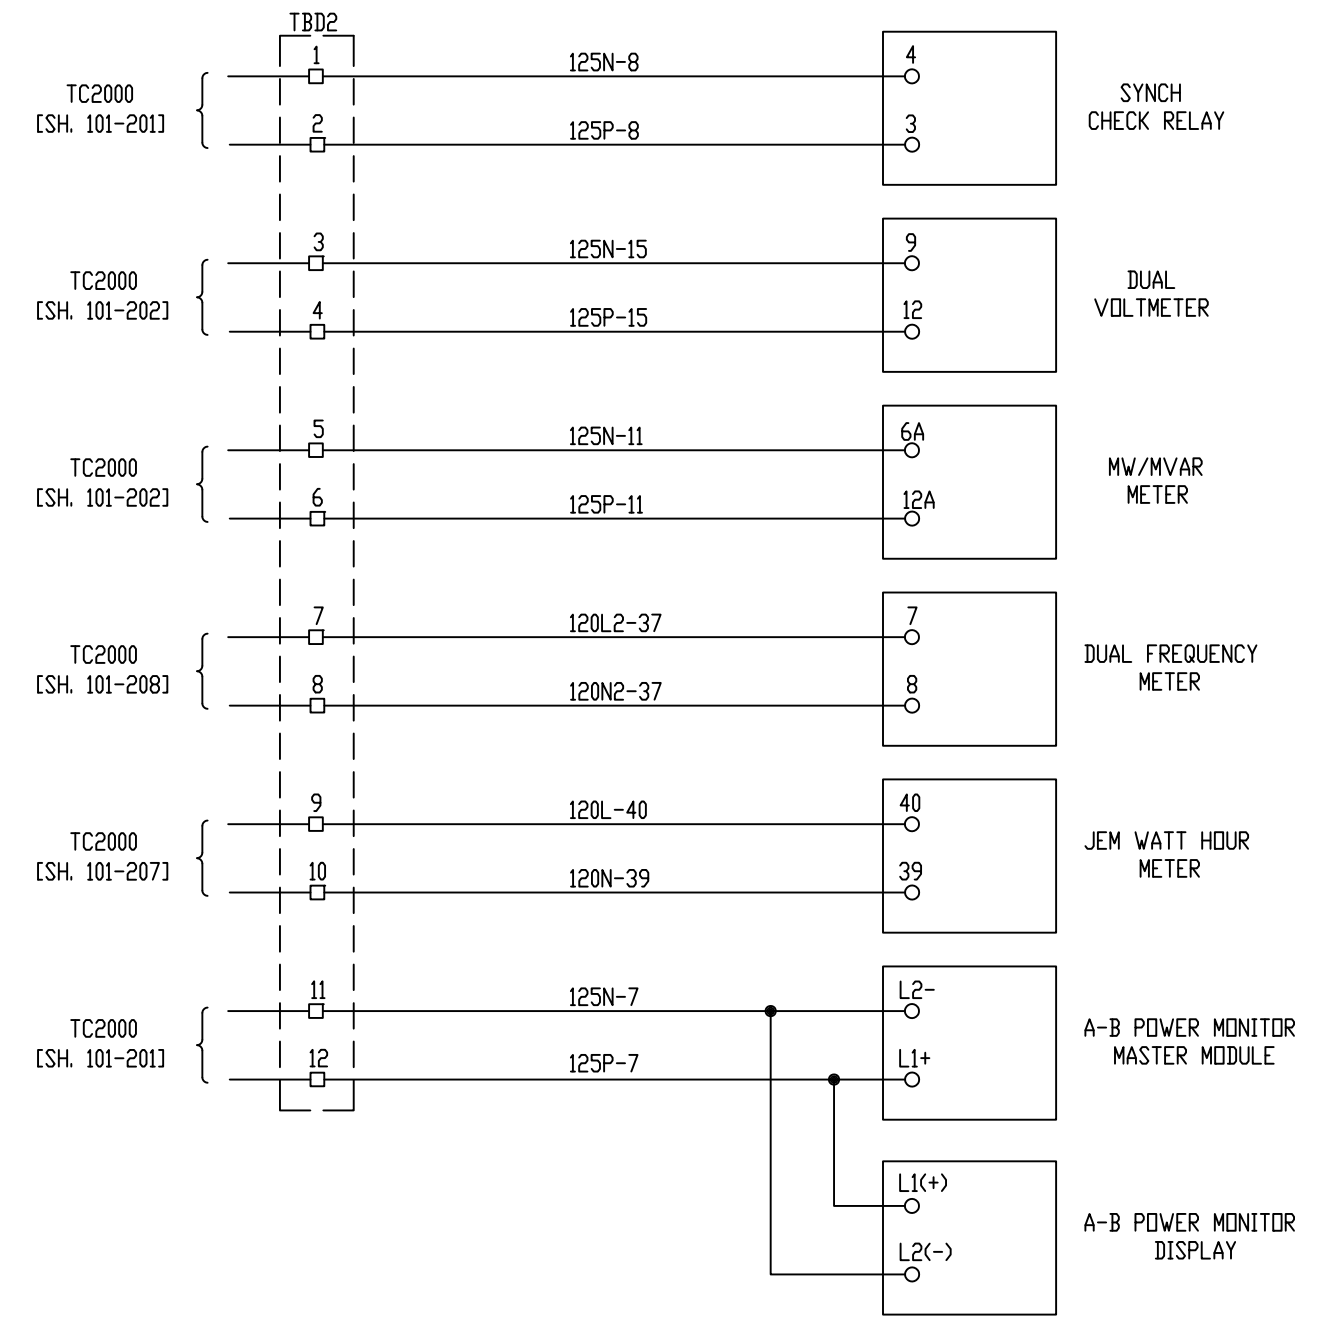 TBD2
1
125N-8
4
TC2000
[SH. 101-201]
2
125P-8
3
SYNCH
CHECK RELAY
3
125N-15
9
TC2000
[SH. 101-202]
4
125P-15
12
DUAL
VOLTMETER
5
125N-11
6A
TC2000
[SH. 101-202]
6
125P-11
12A
MW/MVAR
METER
7
120L2-37
7
TC2000
[SH. 101-208]
8
120N2-37
8
DUAL FREQUENCY
METER
9
120L-40
40
TC2000
[SH. 101-207]
10
120N-39
39
JEM WATT HOUR
METER
11
125N-7
L2-
TC2000
[SH. 101-201]
12
125P-7
L1+
A-B POWER MONITOR
MASTER MODULE
L1(+)
L2(-)
A-B POWER MONITOR
DISPLAY